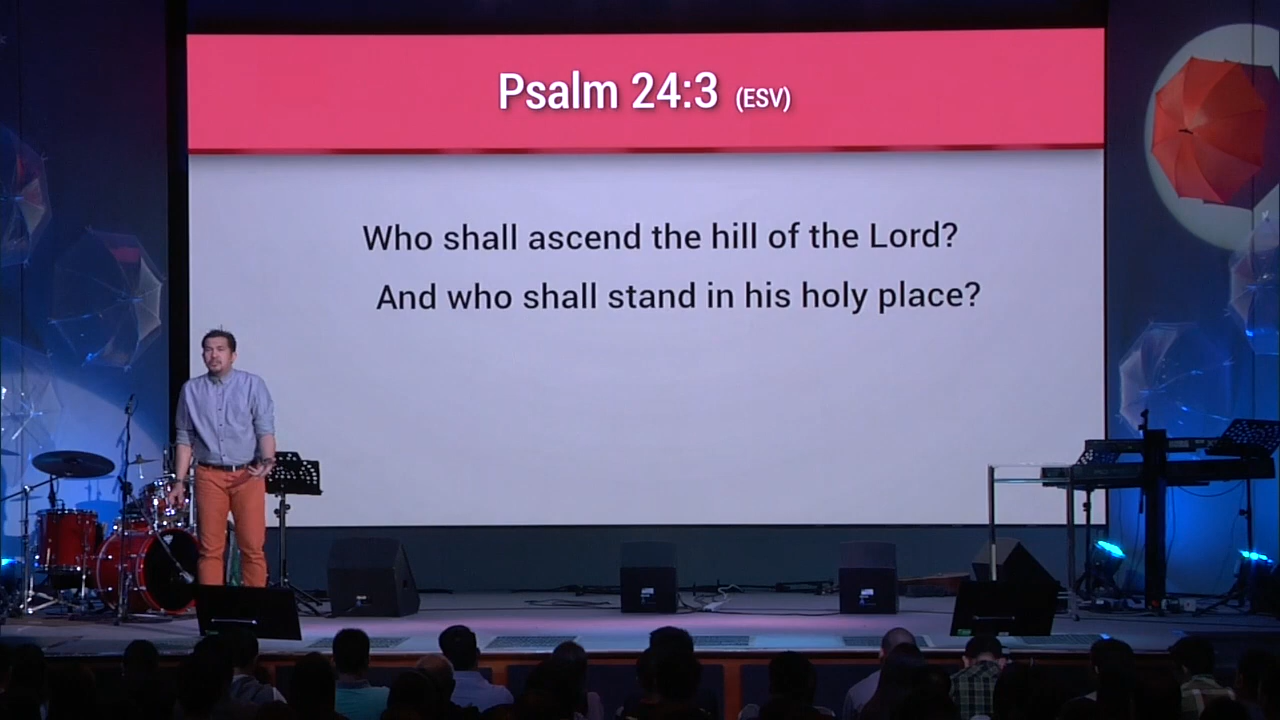 Psalm 24:3 (ESV)
Who shall ascend the hill of the Lord?
And who shall stand in his holy place?